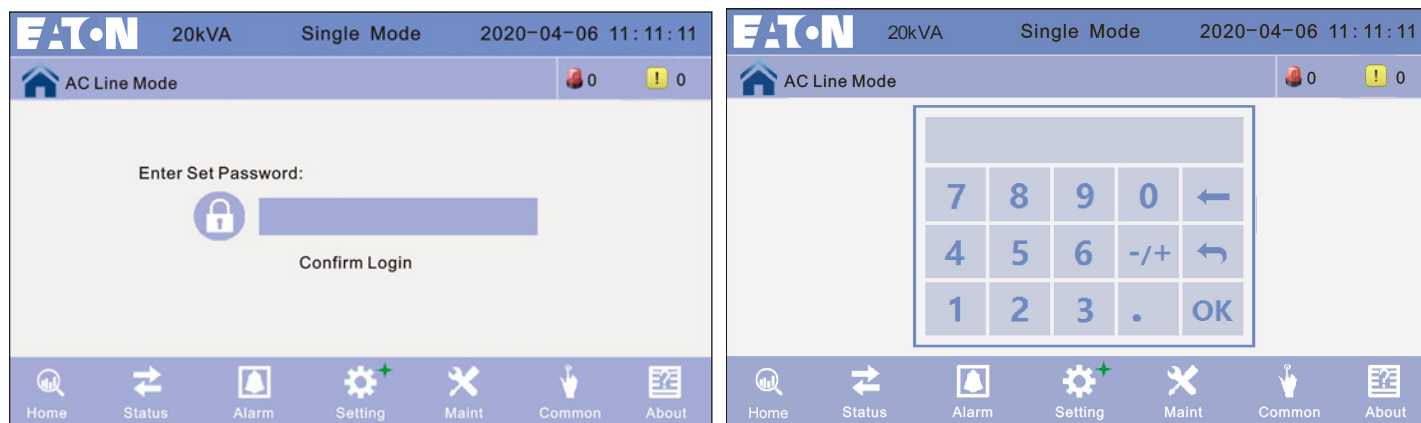 EATON 20kVA Single Mode 2020-04-06 11:11:11
AC Line Mode 0 ! 0
Enter Set Password:
Confirm Login
Home Status Alarm Setting Maint Common About
EATON 20kVA Single Mode 2020-04-06 11:11:11
AC Line Mode 0 ! 0
7 8 9 0 ←
4 5 6 -/+ ↰
1 2 3 . OK
Home Status Alarm Setting Maint Common About